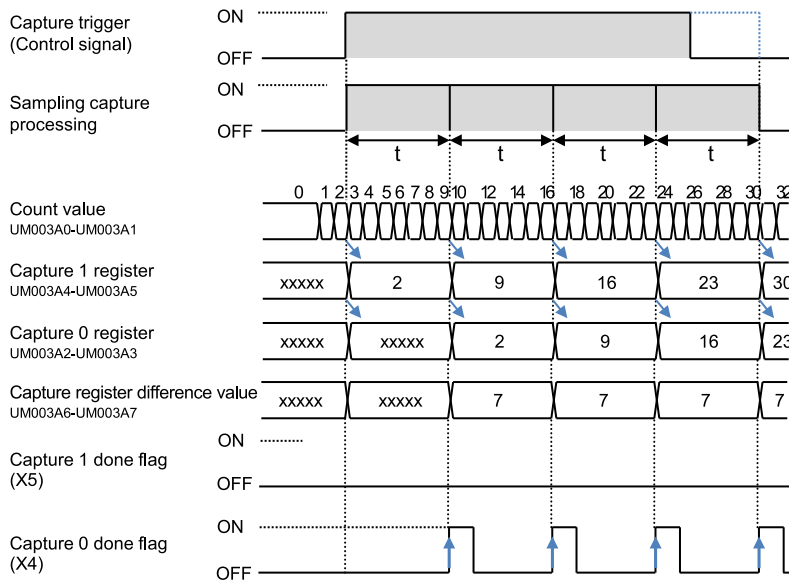 Capture trigger
(Control signal)
ON
OFF
Sampling capture
processing
ON
OFF
t t t t
Count value
UM003A0-UM003A1
0 1 2 3 4 5 6 7 8 9 10 12 14 16 18 20 22 24 26 28 30 32
Capture 1 register
UM003A4-UM003A5
xxxxx 2 9 16 23 30
Capture 0 register
UM003A2-UM003A3
xxxxx xxxxx 2 9 16 23
Capture register difference value
UM003A6-UM003A7
xxxxx xxxxx 7 7 7 7
Capture 1 done flag
(X5)
ON
OFF
Capture 0 done flag
(X4)
ON
OFF